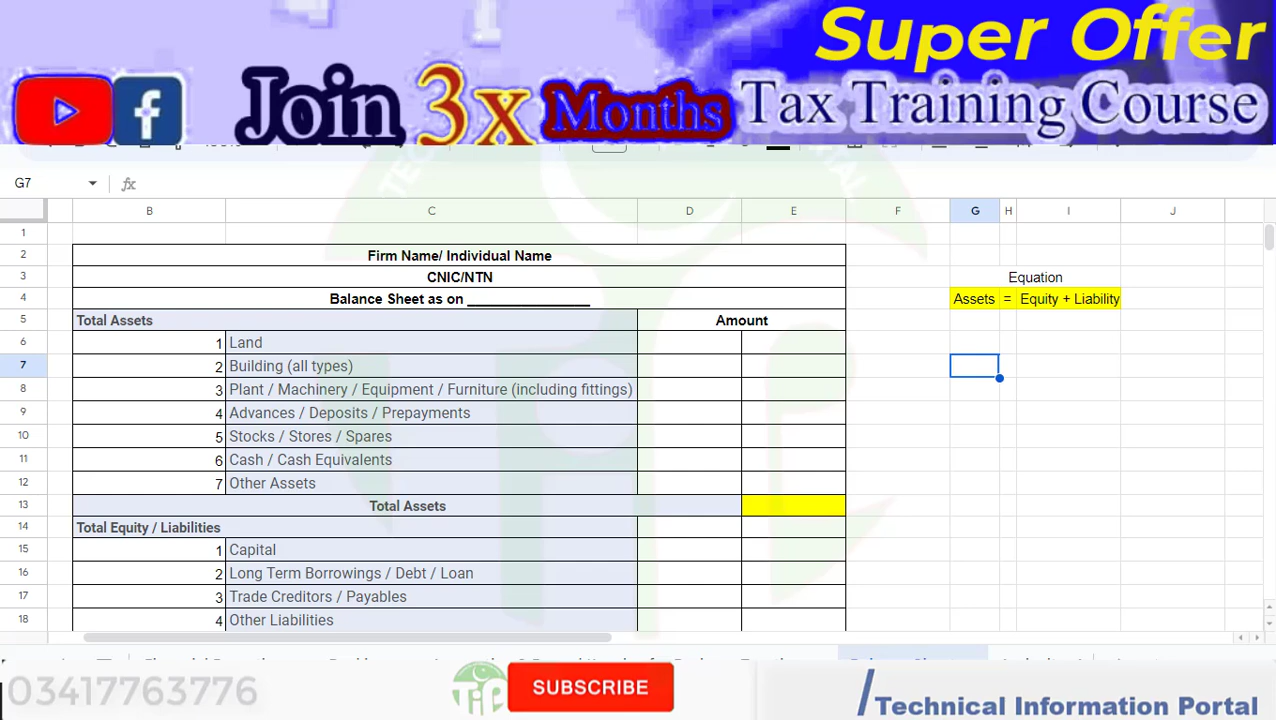 Super Offer
Join 3x Months Tax Training Course
G7 fx
B C D E F G H I J
1
2 Firm Name/ Individual Name
3 CNIC/NTN Equation
4 Balance Sheet as on ________________ Assets = Equity + Liability
5 Total Assets Amount
6 1 Land
7 2 Building (all types)
8 3 Plant / Machinery / Equipment / Furniture (including fittings)
9 4 Advances / Deposits / Prepayments
10 5 Stocks / Stores / Spares
11 6 Cash / Cash Equivalents
12 7 Other Assets
13 Total Assets
14 Total Equity / Liabilities
15 1 Capital
16 2 Long Term Borrowings / Debt / Loan
17 3 Trade Creditors / Payables
18 4 Other Liabilities
03417763776 SUBSCRIBE /Technical Information Portal